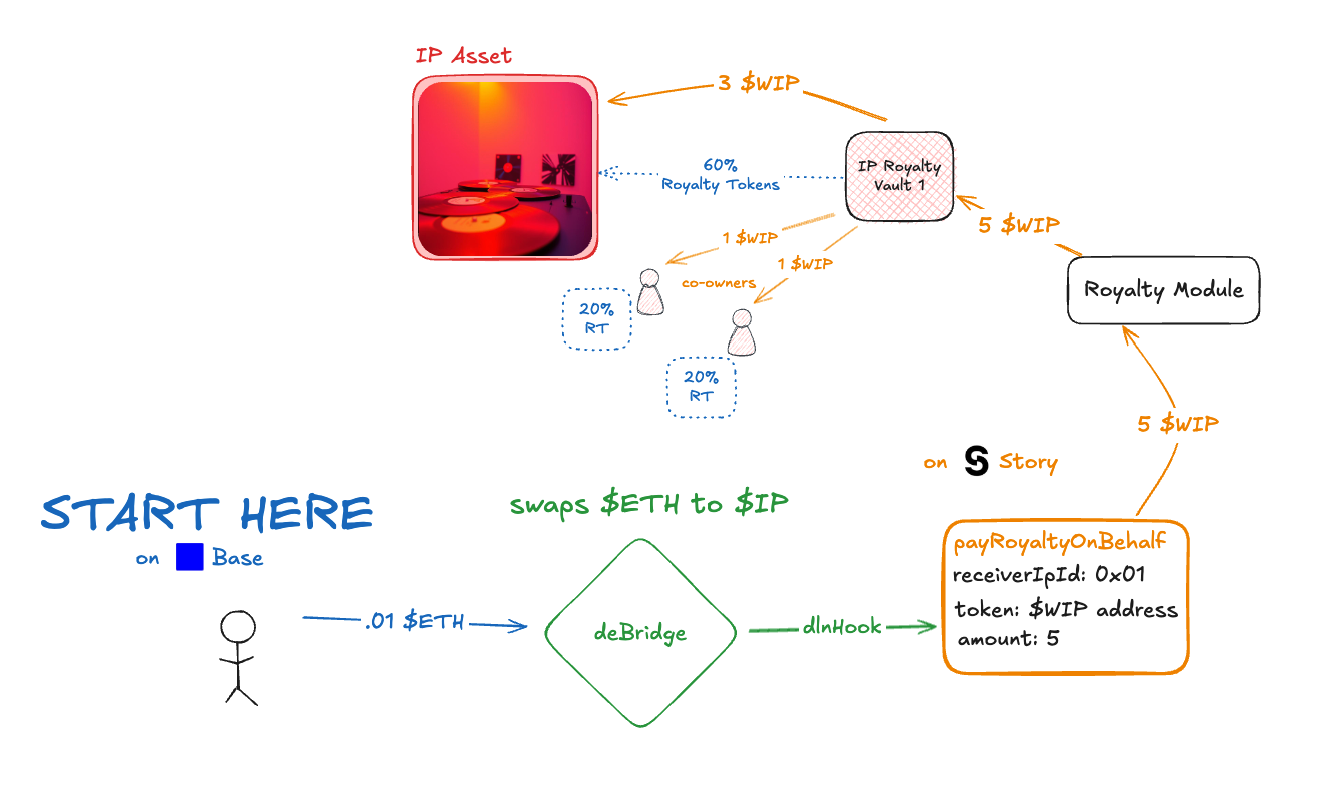 IP Asset
3 $WIP
60%
Royalty Tokens
IP Royalty
Vault 1
5 $WIP
1 $WIP
1 $WIP
co-owners
20%
RT
20%
RT
Royalty Module
5 $WIP
on Story
START HERE
on Base
swaps $ETH to $IP
.01 $ETH
deBridge
dlnHook
payRoyaltyOnBehalf
receiverIpId: 0x01
token: $WIP address
amount: 5